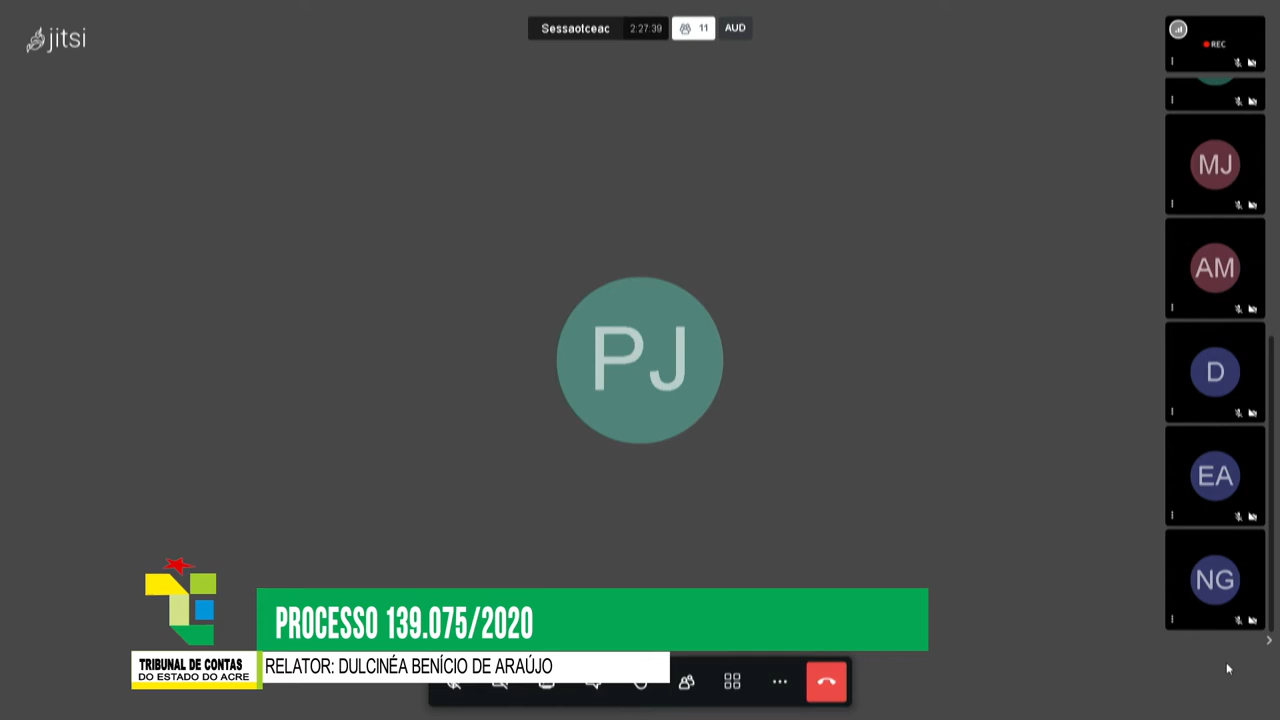 jitsi
Sessaotceac 2:27:39 11 AUD
REC
MJ
AM
PJ
D
EA
NG
PROCESSO 139.075/2020
TRIBUNAL DE CONTAS
DO ESTADO DO ACRE
RELATOR: DULCINÉA BENÍCIO DE ARAÚJO